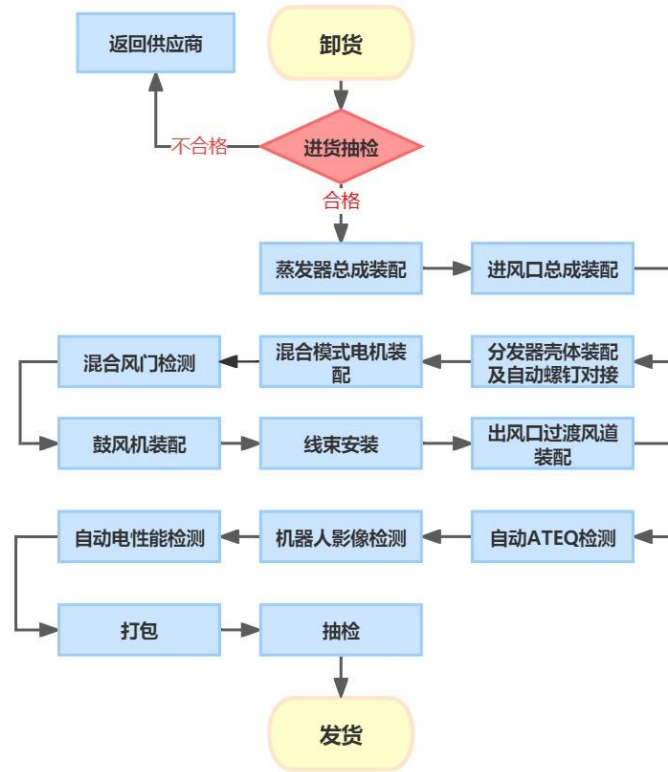 返回供应商
卸货
不合格
进货抽检
合格
蒸发器总成装配
进风口总成装配
混合风门检测
混合模式电机装
配
分发器壳体装配
及自动螺钉对接
鼓风机装配
线束安装
出风口过渡风道
装配
自动电性能检测
机器人影像检测
自动ATEQ检测
打包
抽检
发货